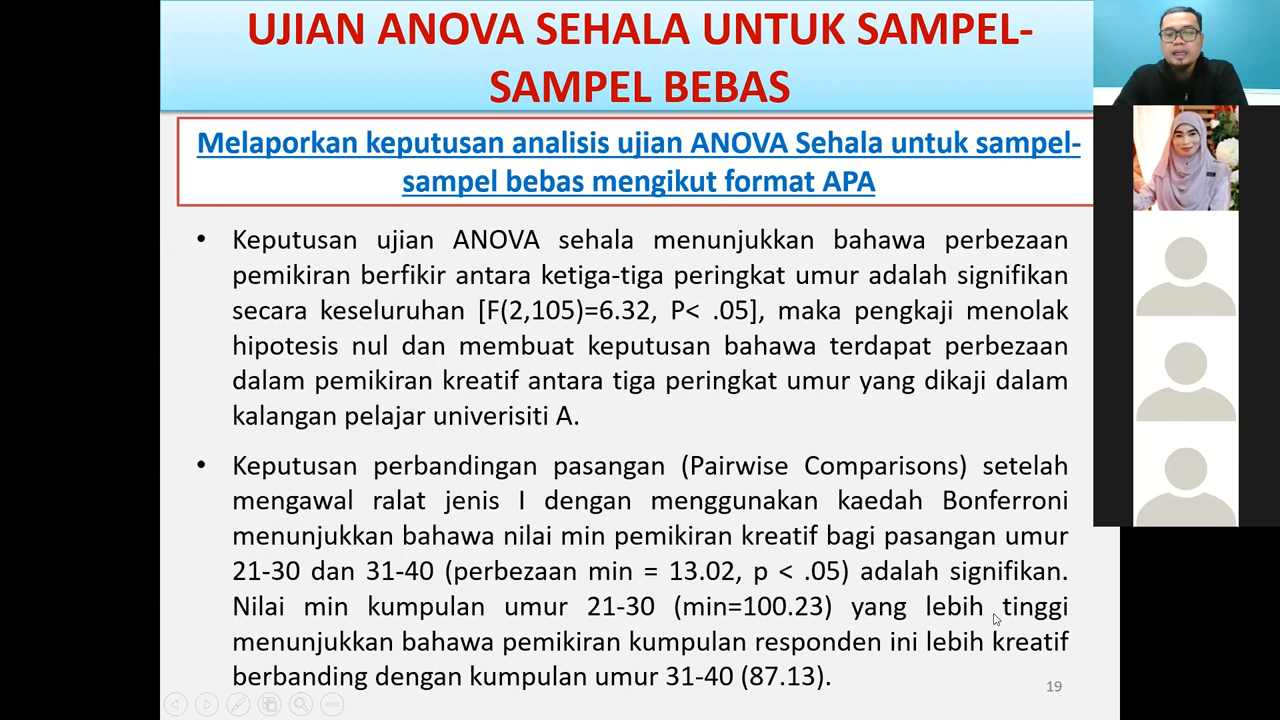 UJIAN ANOVA SEHALA UNTUK SAMPEL-
SAMPEL BEBAS
Melaporkan keputusan analisis ujian ANOVA Sehala untuk sampel-
sampel bebas mengikut format APA
• Keputusan ujian ANOVA sehala menunjukkan bahawa perbezaan
pemikiran berfikir antara ketiga-tiga peringkat umur adalah signifikan
secara keseluruhan [F(2,105)=6.32, P< .05], maka pengkaji menolak
hipotesis nul dan membuat keputusan bahawa terdapat perbezaan
dalam pemikiran kreatif antara tiga peringkat umur yang dikaji dalam
kalangan pelajar univerisiti A.
• Keputusan perbandingan pasangan (Pairwise Comparisons) setelah
mengawal ralat jenis I dengan menggunakan kaedah Bonferroni
menunjukkan bahawa nilai min pemikiran kreatif bagi pasangan umur
21-30 dan 31-40 (perbezaan min = 13.02, p < .05) adalah signifikan.
Nilai min kumpulan umur 21-30 (min=100.23) yang lebih tinggi
menunjukkan bahawa pemikiran kumpulan responden ini lebih kreatif
berbanding dengan kumpulan umur 31-40 (87.13).
19